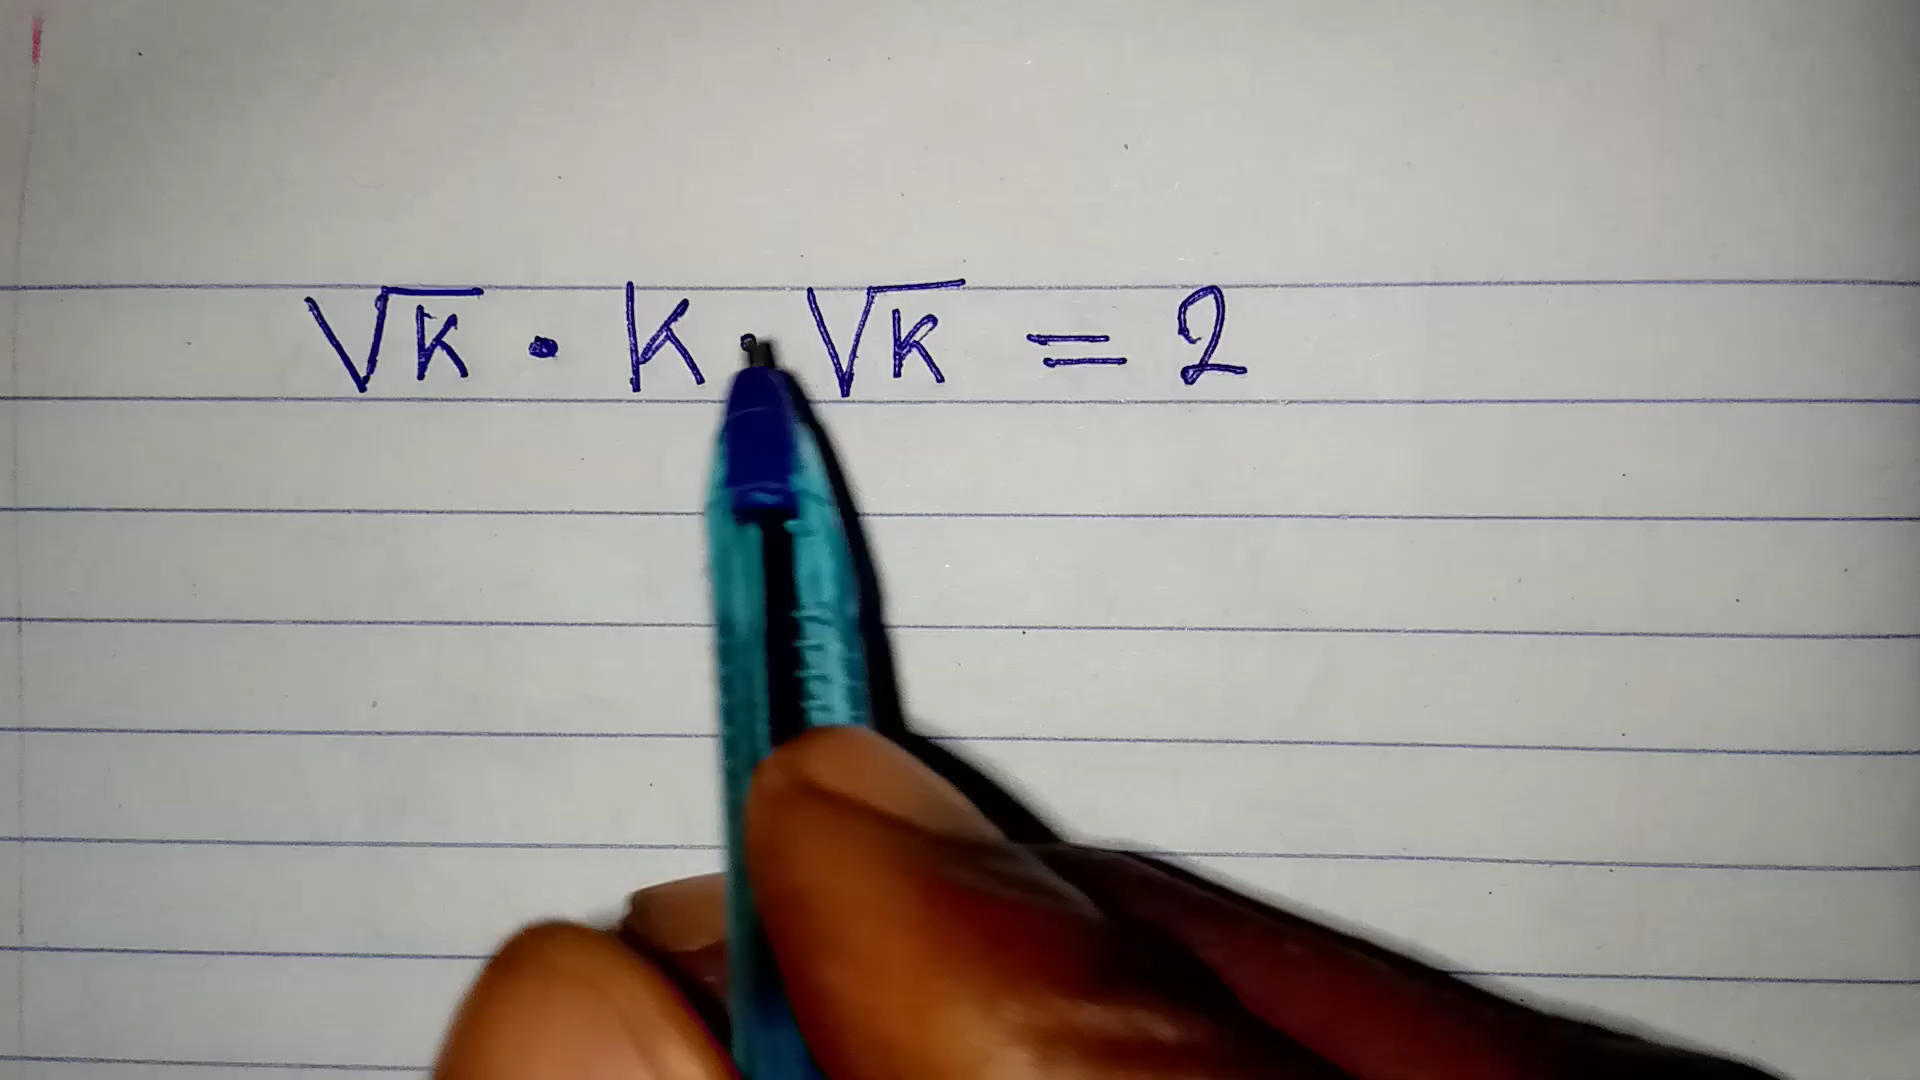 √k · k · √k = 2